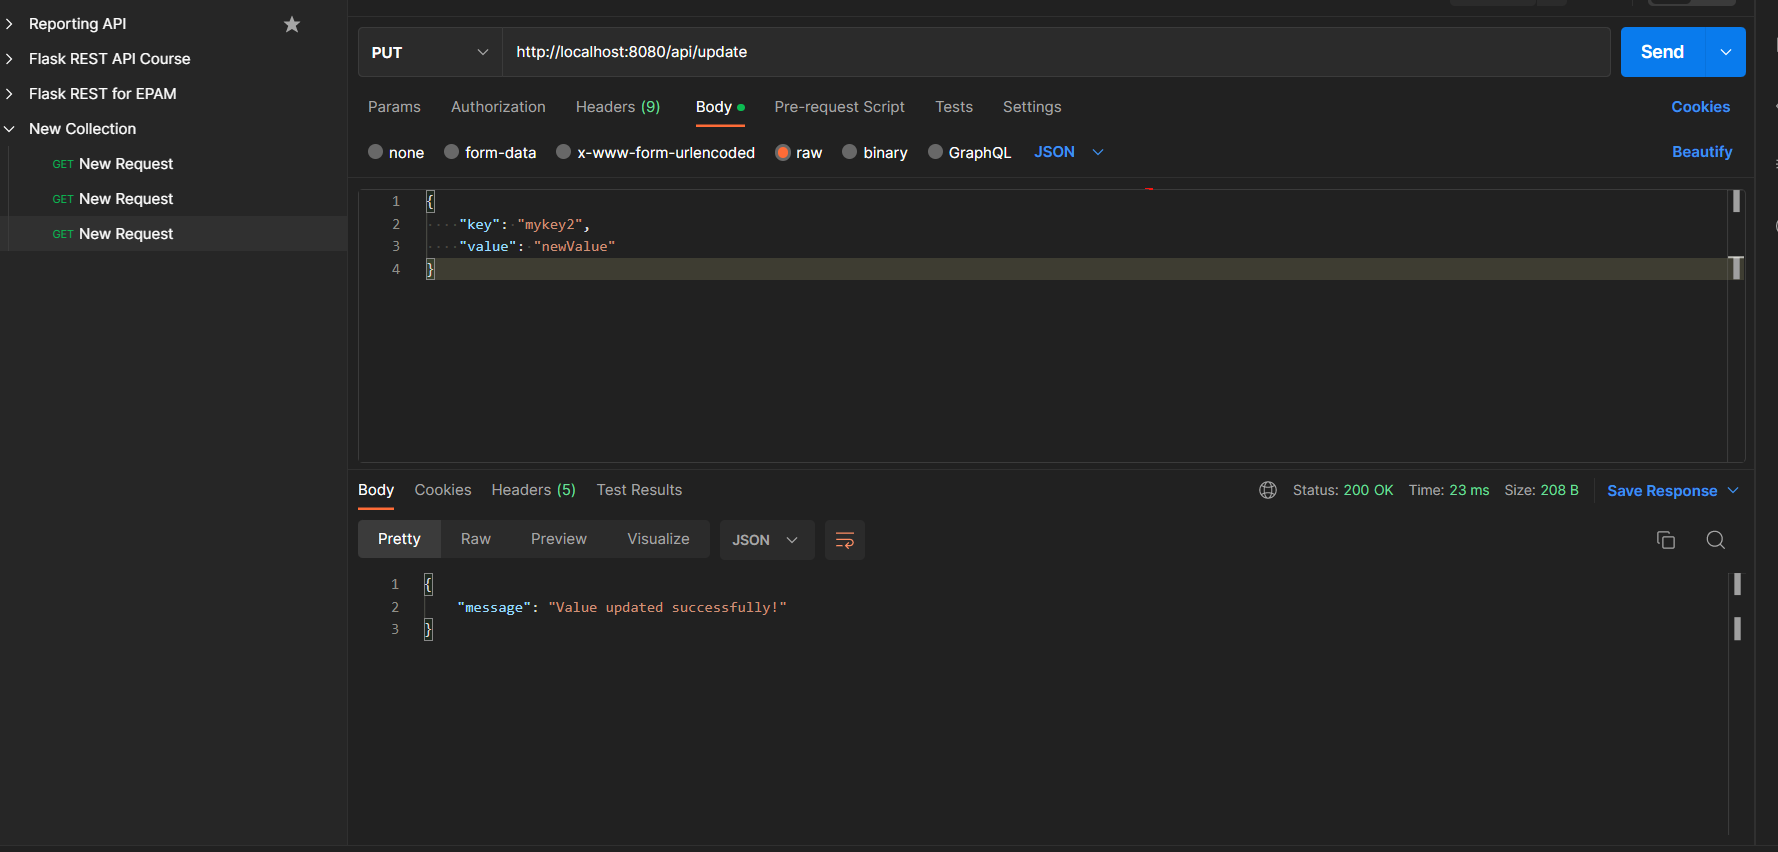 Reporting API
Flask REST API Course
Flask REST for EPAM
New Collection
GET New Request
GET New Request
GET New Request
PUT http://localhost:8080/api/update Send
Params Authorization Headers (9) Body Pre-request Script Tests Settings Cookies
none form-data x-www-form-urlencoded raw binary GraphQL JSON Beautify
1 {
2 "key": "mykey2",
3 "value": "newValue"
4 }
Body Cookies Headers (5) Test Results Status: 200 OK Time: 23 ms Size: 208 B Save Response
Pretty Raw Preview Visualize JSON
1 {
2 "message": "Value updated successfully!"
3 }